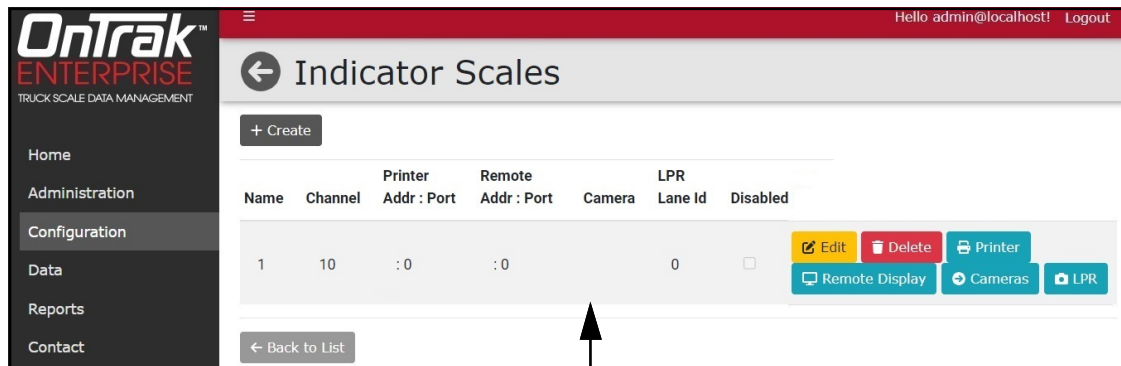 OnTrak™
ENTERPRISE
TRUCK SCALE DATA MANAGEMENT
Home
Administration
Configuration
Data
Reports
Contact
Hello admin@localhost! Logout
Indicator Scales
+ Create
Name Channel Printer Addr : Port Remote Addr : Port Camera LPR Lane Id Disabled
1 10 : 0 : 0 0
Edit Delete Printer
Remote Display Cameras LPR
← Back to List